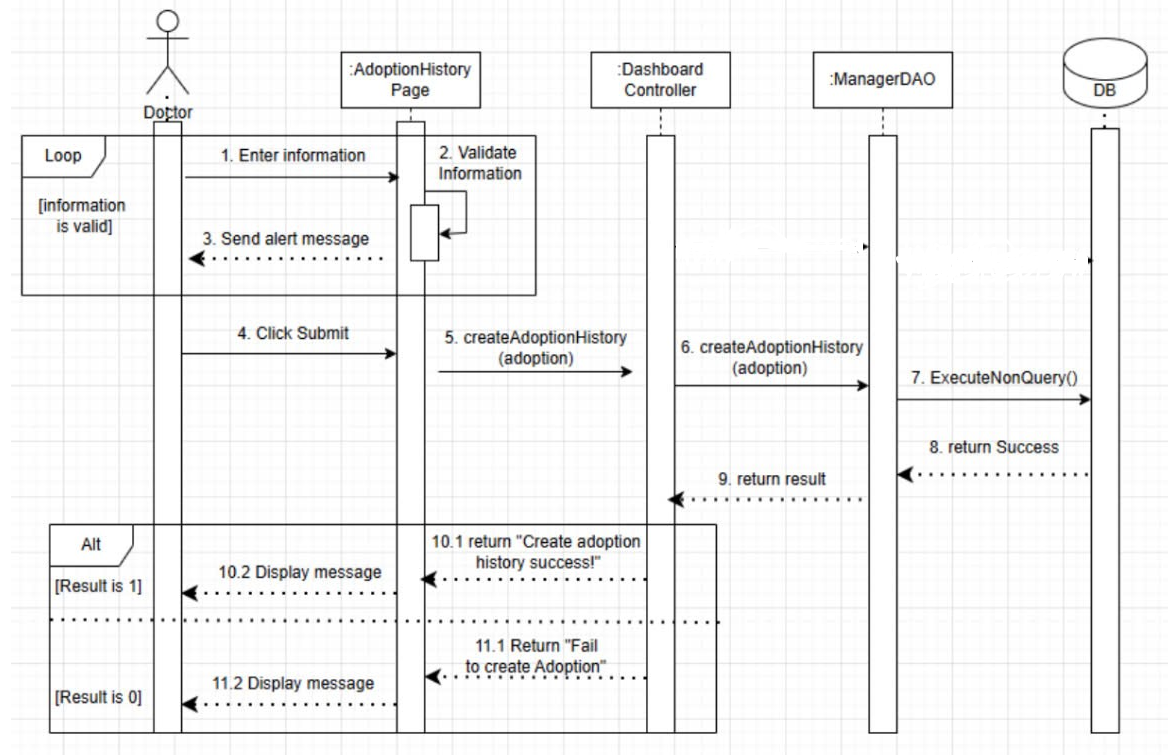 :AdoptionHistory
Page
:Dashboard
Controller
:ManagerDAO
DB
Doctor
Loop
[information
is valid]
1. Enter information
2. Validate
Information
3. Send alert message
4. Click Submit
5. createAdoptionHistory
(adoption)
6. createAdoptionHistory
(adoption)
7. ExecuteNonQuery()
8. return Success
9. return result
Alt
[Result is 1]
10.1 return "Create adoption
history success!"
10.2 Display message
11.1 Return "Fail
to create Adoption"
11.2 Display message
[Result is 0]